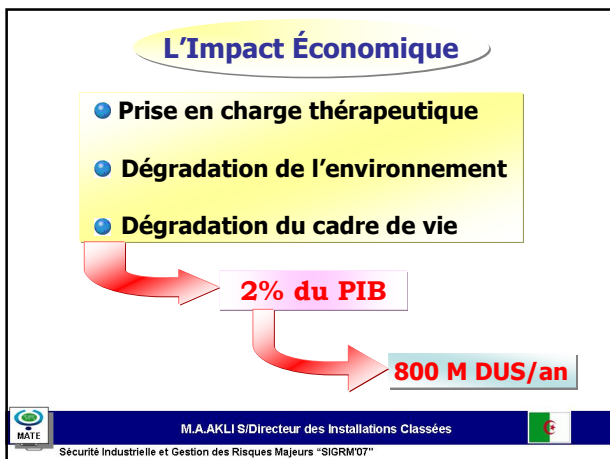 L'Impact Économique
Prise en charge thérapeutique
Dégradation de l'environnement
Dégradation du cadre de vie
2% du PIB
800 M DUS/an
M.A.AKLI S/Directeur des Installations Classées
MATE
Sécurité Industrielle et Gestion des Risques Majeurs "SIGRM'07"